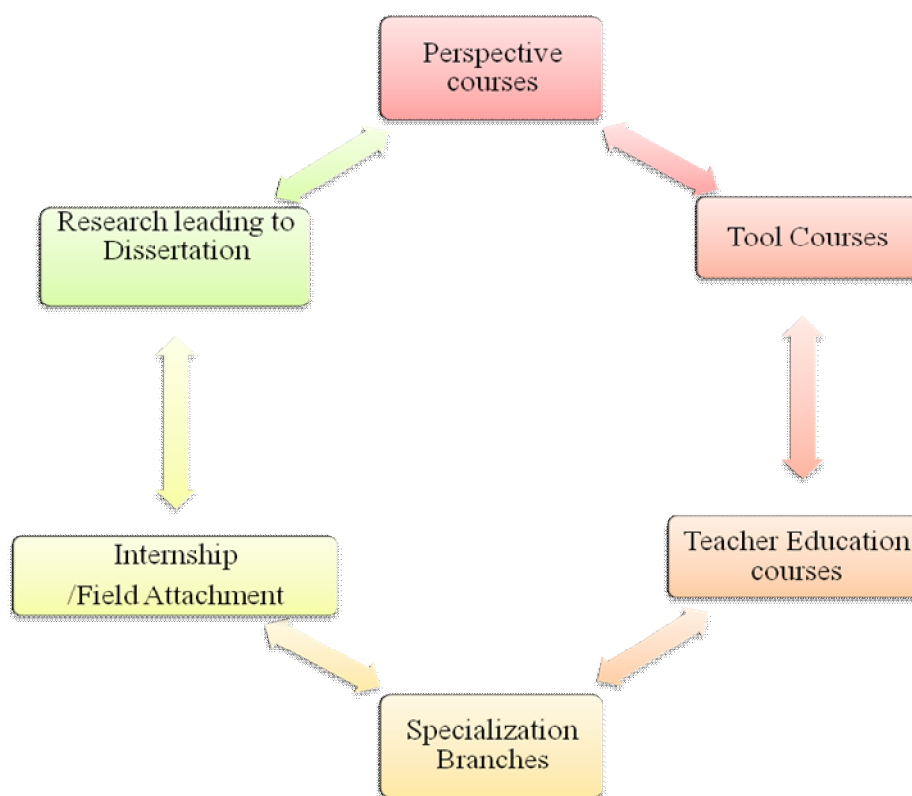 Perspective
courses
Research leading to
Dissertation
Tool Courses
Internship
/Field Attachment
Teacher Education
courses
Specialization
Branches